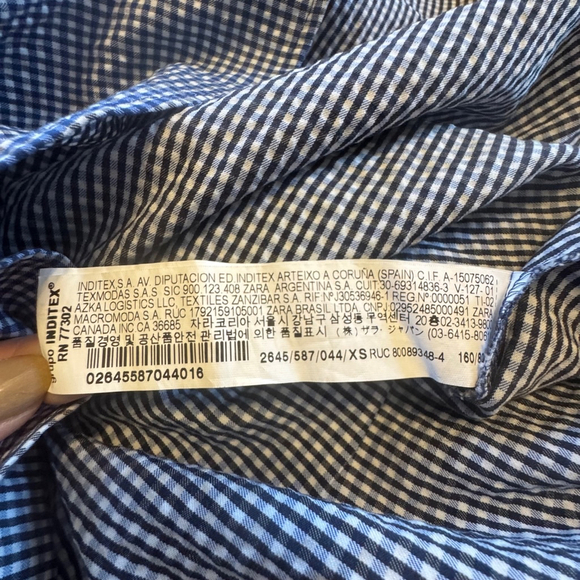 grupo INDITEX
RN 77302
INDITEX,S.A. AV. DIPUTACION ED INDITEX ARTEIXO A CORUÑA (SPAIN) C.I.F A-15075062
TEXMODAS S.A.S. SIC 900 123 408 ZARA ARGENTINA S.A. CUIT 30-69314836-3 V-127 01
AZKA LOGISTICS LLC, TEXTILES ZANZIBAR S.A. RIF Nº J30536946-1 REG.Nº 0000051 TI-02
FIRCOMODA S.A. RUC 1792159105001 ZARA BRASIL LTDA. CNPJ 02952485000491 ZARA
CANADA INC CA 36685 자라코리아 서울시 강남구 삼성동 무역센터 20층 02-3413-980
품질경영 및 공산품안전 관리법에 의한 품질표시 (株) ザラ・ジャパン (03-6415-806
2645/587/044/XS RUC 80089348-4 160/80
02645587044016